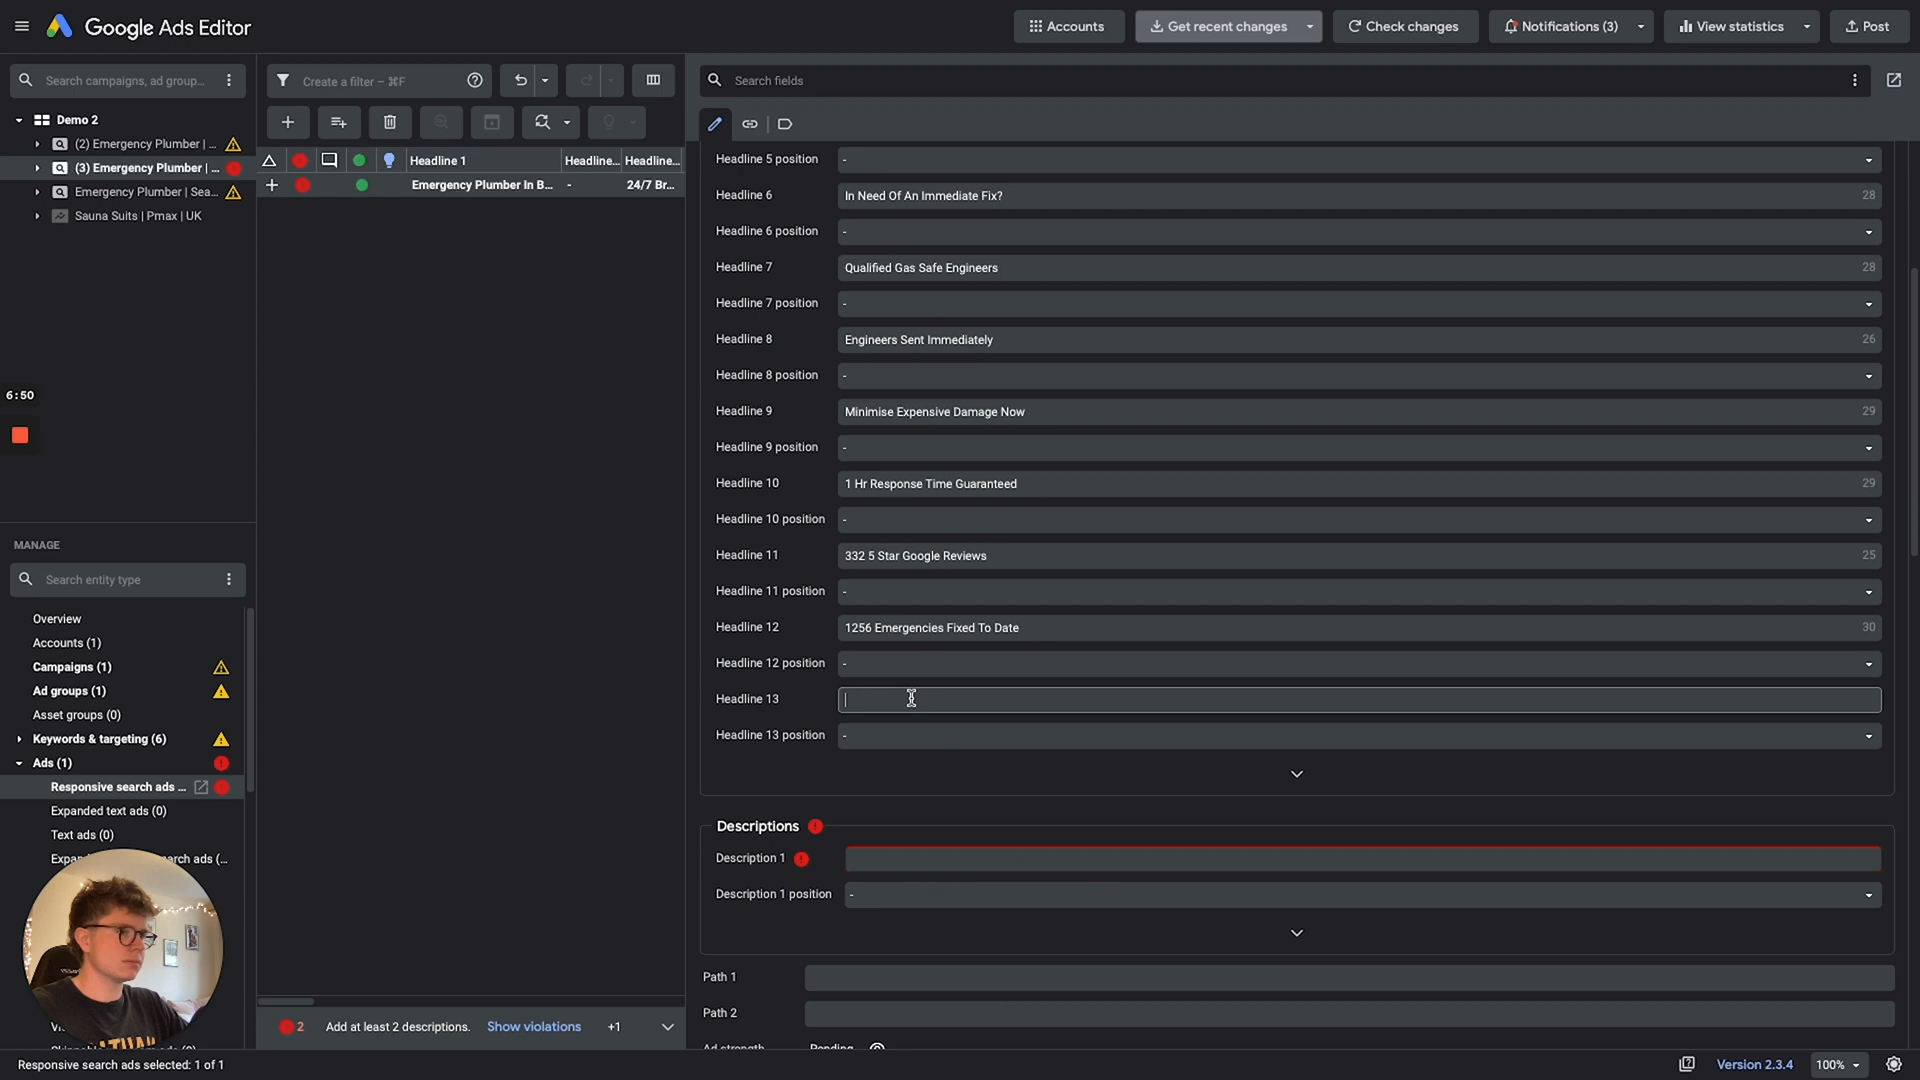 Google Ads Editor
Accounts
Get recent changes
Check changes
Notifications (3)
View statistics
Post
Search campaigns, ad group...
Create a filter – ⌘F
Search fields
Demo 2
(2) Emergency Plumber | ...
(3) Emergency Plumber | ...
Emergency Plumber | Sea...
Sauna Suits | Pmax | UK
Headline 1
Headline...
Headline...
Emergency Plumber In B...
-
24/7 Br...
Headline 5 position
-
Headline 6
In Need Of An Immediate Fix?
28
Headline 6 position
-
Headline 7
Qualified Gas Safe Engineers
28
Headline 7 position
-
Headline 8
Engineers Sent Immediately
26
Headline 8 position
-
Headline 9
Minimise Expensive Damage Now
29
Headline 9 position
-
Headline 10
1 Hr Response Time Guaranteed
29
Headline 10 position
-
Headline 11
332 5 Star Google Reviews
25
Headline 11 position
-
Headline 12
1256 Emergencies Fixed To Date
30
Headline 12 position
-
Headline 13
Headline 13 position
-
Descriptions
Description 1
Description 1 position
-
Path 1
Path 2
Ad strength
Pending
6:50
MANAGE
Search entity type
Overview
Accounts (1)
Campaigns (1)
Ad groups (1)
Asset groups (0)
Keywords & targeting (6)
Ads (1)
Responsive search ads ...
Expanded text ads (0)
Text ads (0)
arch ads (...
2
Add at least 2 descriptions.
Show violations
+1
Responsive search ads selected: 1 of 1
Version 2.3.4
100%